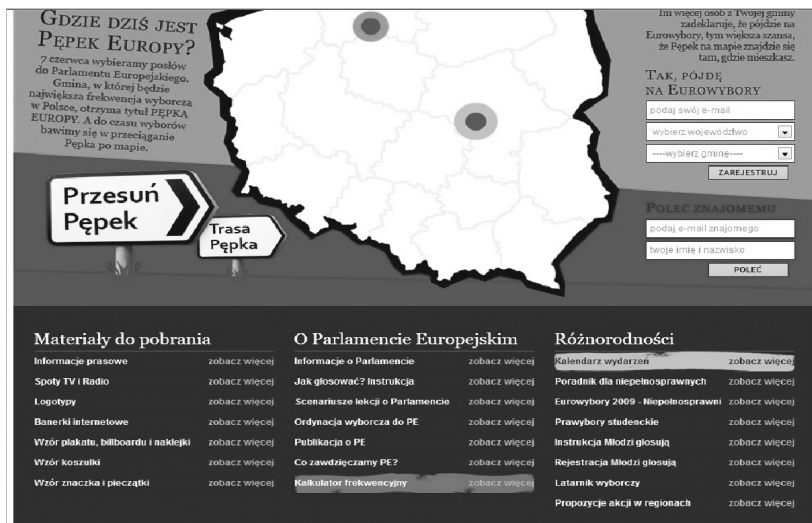 Gdzie dziś jest
Pępek Europy?
7 czerwca wybieramy posłów
do Parlamentu Europejskiego.
Gmina, w której będzie
największa frekwencja wyborcza
w Polsce, otrzyma tytuł PĘPKA
EUROPY. A do czasu wyborów
bawimy się w przeciąganie
Pępka po mapie.
Przesuń
Pępek
Trasa
Pępka
Im więcej osób z Twojej gminy
zadeklaruje, że pójdzie na
Eurowybory, tym większa szansa,
że Pępek na mapie znajdzie się
tam, gdzie mieszkasz.
Tak, pójdę
na Eurowybory
podaj swój e-mail
wybierz województwo
----wybierz gminę----
ZAREJESTRUJ
Poleć znajomemu
podaj e-mail znajomego
twoje imię i nazwisko
POLEĆ
Materiały do pobrania
Informacje prasowe zobacz więcej
Spoty TV i Radio zobacz więcej
Logotypy zobacz więcej
Banerki internetowe zobacz więcej
Wzór plakatu, billboardu i naklejki zobacz więcej
Wzór koszulki zobacz więcej
Wzór znaczka i pieczątki zobacz więcej
O Parlamencie Europejskim
Informacje o Parlamencie zobacz więcej
Jak głosować? Instrukcja zobacz więcej
Scenariusze lekcji o Parlamencie zobacz więcej
Ordynacja wyborcza do PE zobacz więcej
Publikacja o PE zobacz więcej
Co zawdzięczamy PE? zobacz więcej
Kalkulator frekwencyjny zobacz więcej
Różnorodności
Kalendarz wydarzeń zobacz więcej
Poradnik dla niepełnosprawnych zobacz więcej
Eurowybory 2009 - Niepełnosprawni zobacz więcej
Prawybory studenckie zobacz więcej
Instrukcja Młodzi głosują zobacz więcej
Rejestracja Młodzi głosują zobacz więcej
Latarnik wyborczy zobacz więcej
Propozycje akcji w regionach zobacz więcej